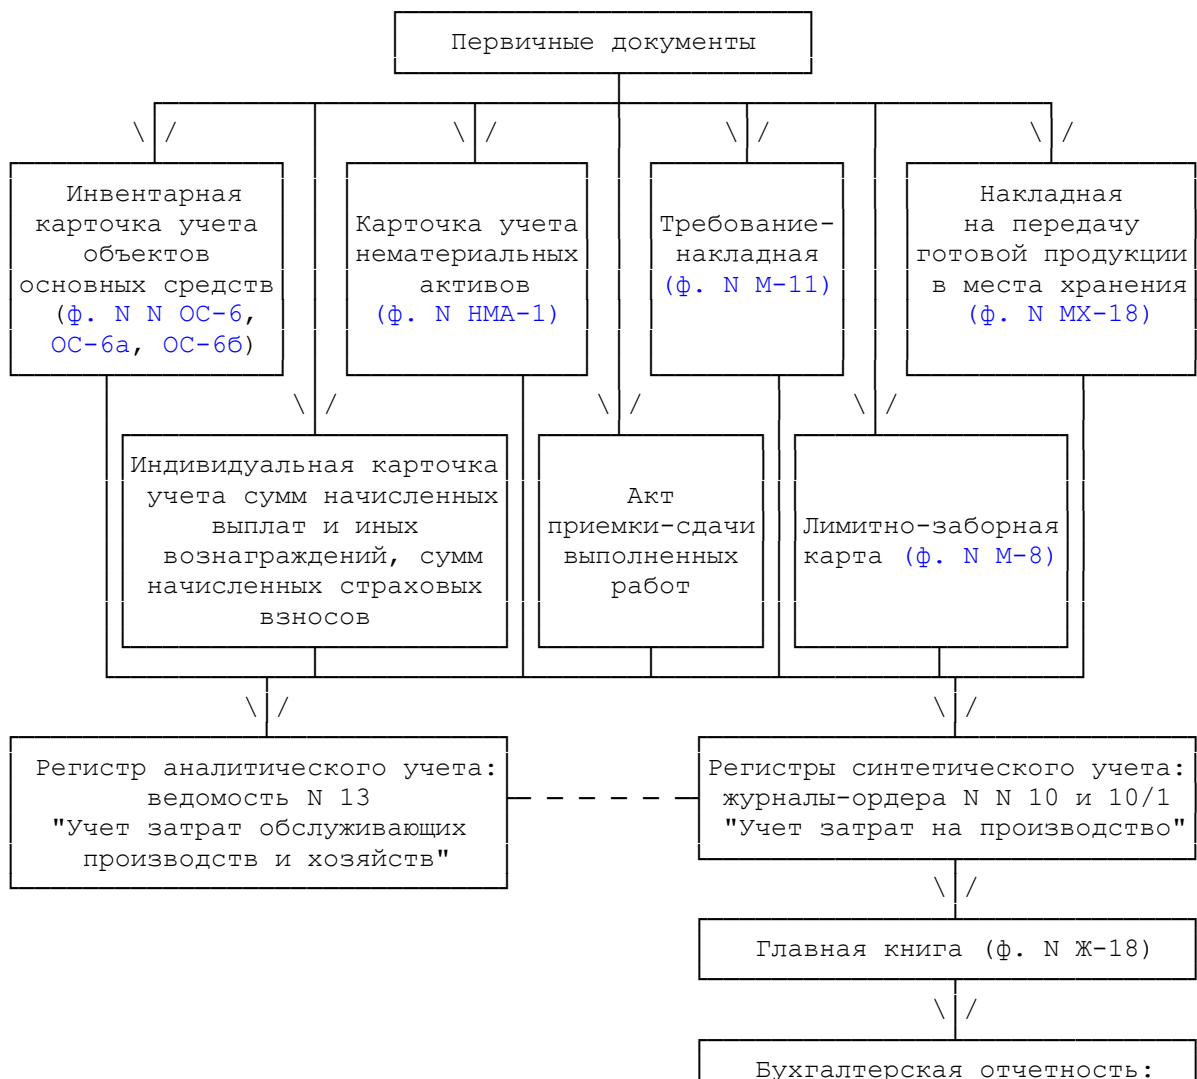 Первичные документы
Инвентарная
карточка учета
объектов
основных средств
(ф. N N ОС-6,
ОС-6а, ОС-6б)
Карточка учета
нематериальных
активов
(ф. N НМА-1)
Требование-
накладная
(ф. N М-11)
Накладная
на передачу
готовой продукции
в места хранения
(ф. N МХ-18)
Индивидуальная карточка
учета сумм начисленных
выплат и иных
вознаграждений, сумм
начисленных страховых
взносов
Акт
приемки-сдачи
выполненных
работ
Лимитно-заборная
карта (ф. N М-8)
Регистр аналитического учета:
ведомость N 13
"Учет затрат обслуживающих
производств и хозяйств"
Регистры синтетического учета:
журналы-ордера N N 10 и 10/1
"Учет затрат на производство"
Главная книга (ф. N Ж-18)
Бухгалтерская отчетность: